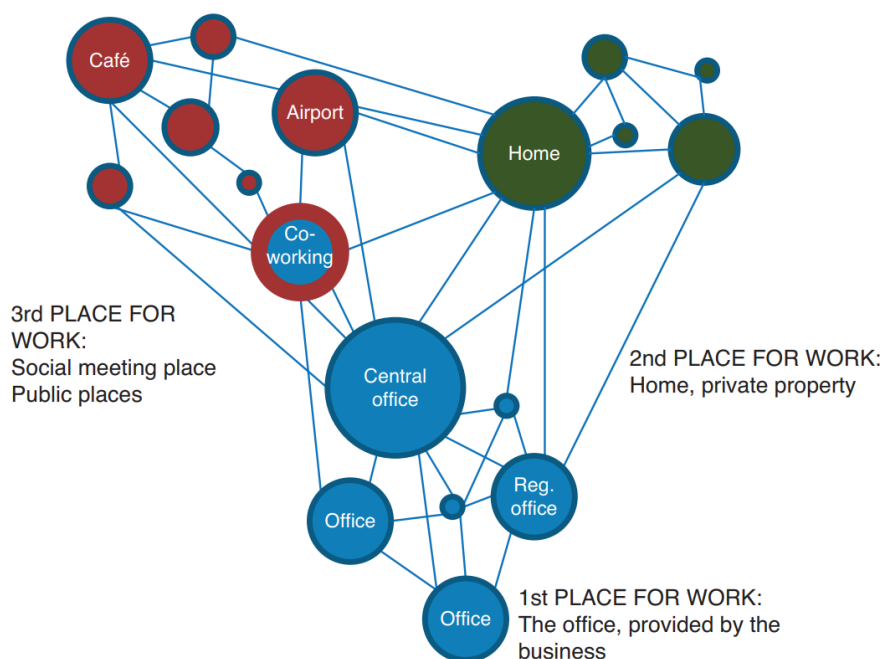 Café
Airport
Home
Co-
working
3rd PLACE FOR
WORK:
Social meeting place
Public places
Central
office
2nd PLACE FOR WORK:
Home, private property
Reg.
office
Office
Office
1st PLACE FOR WORK:
The office, provided by the
business